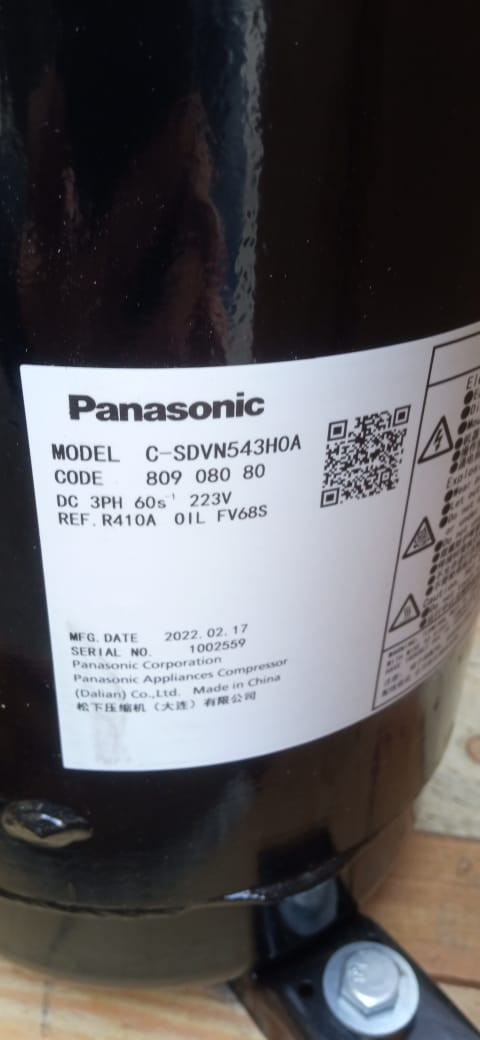 Panasonic
MODEL C-SDVN543H0A
CODE 809 080 80
DC 3PH 60s⁻¹ 223V
REF.R410A OIL FV68S
MFG.DATE 2022.02.17
SERIAL NO. 1002559
Panasonic Corporation
Panasonic Appliances Compressor
(Dalian) Co.,Ltd. Made in China
松下压缩机（大连）有限公司